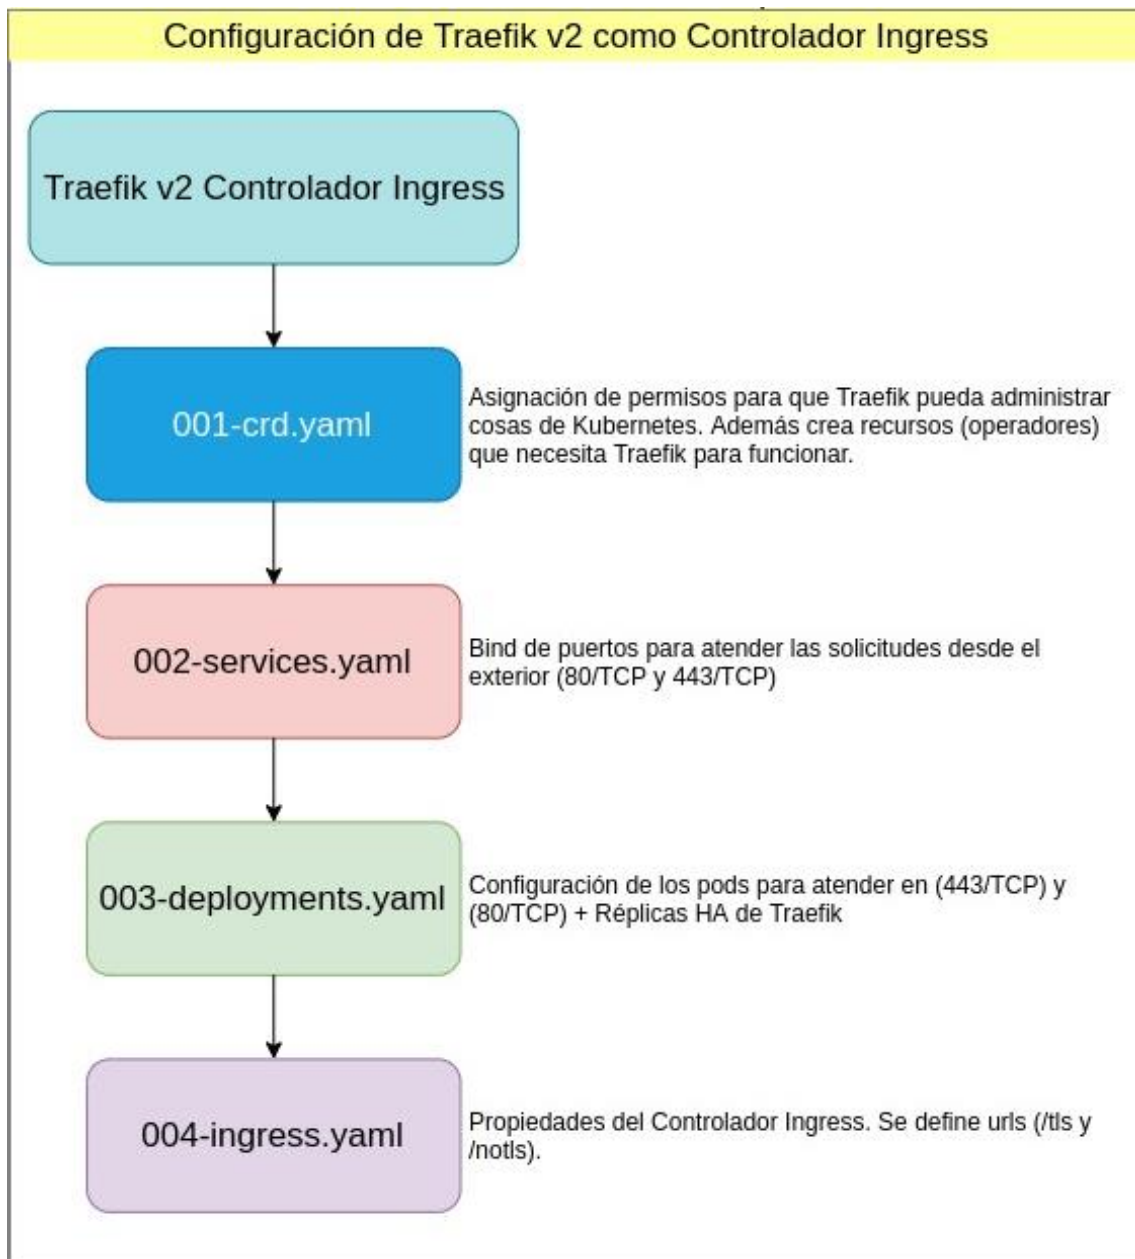 Configuración de Traefik v2 como Controlador Ingress
Traefik v2 Controlador Ingress
001-crd.yaml
Asignación de permisos para que Traefik pueda administrar
cosas de Kubernetes. Además crea recursos (operadores)
que necesita Traefik para funcionar.
002-services.yaml
Bind de puertos para atender las solicitudes desde el
exterior (80/TCP y 443/TCP)
003-deployments.yaml
Configuración de los pods para atender en (443/TCP) y
(80/TCP) + Réplicas HA de Traefik
004-ingress.yaml
Propiedades del Controlador Ingress. Se define urls (/tls y
/notls).